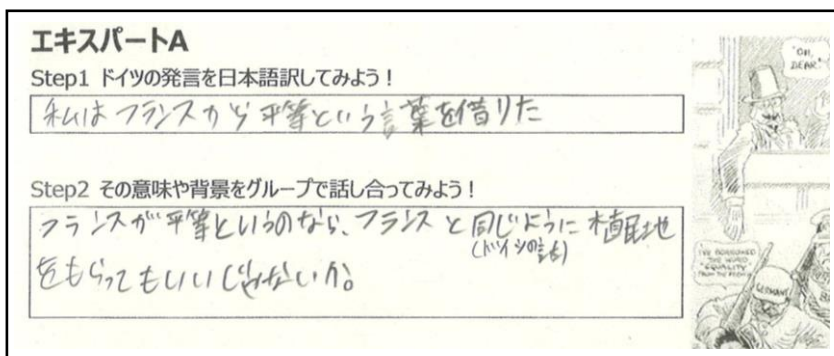 エキスパートA
Step1 ドイツの発言を日本語訳してみよう！
私は フランスから 平等という言葉を借りた
Step2 その意味や背景をグループで話し合ってみよう！
フランスが平等というのなら、フランスと同じように植民地
(ドイツの話)
をもらってもいいじゃないか。
"OH, DEAR"
I'VE BORROWED
THE WORD
"EQUALITY"
FROM THE FRENCH
GERMANY